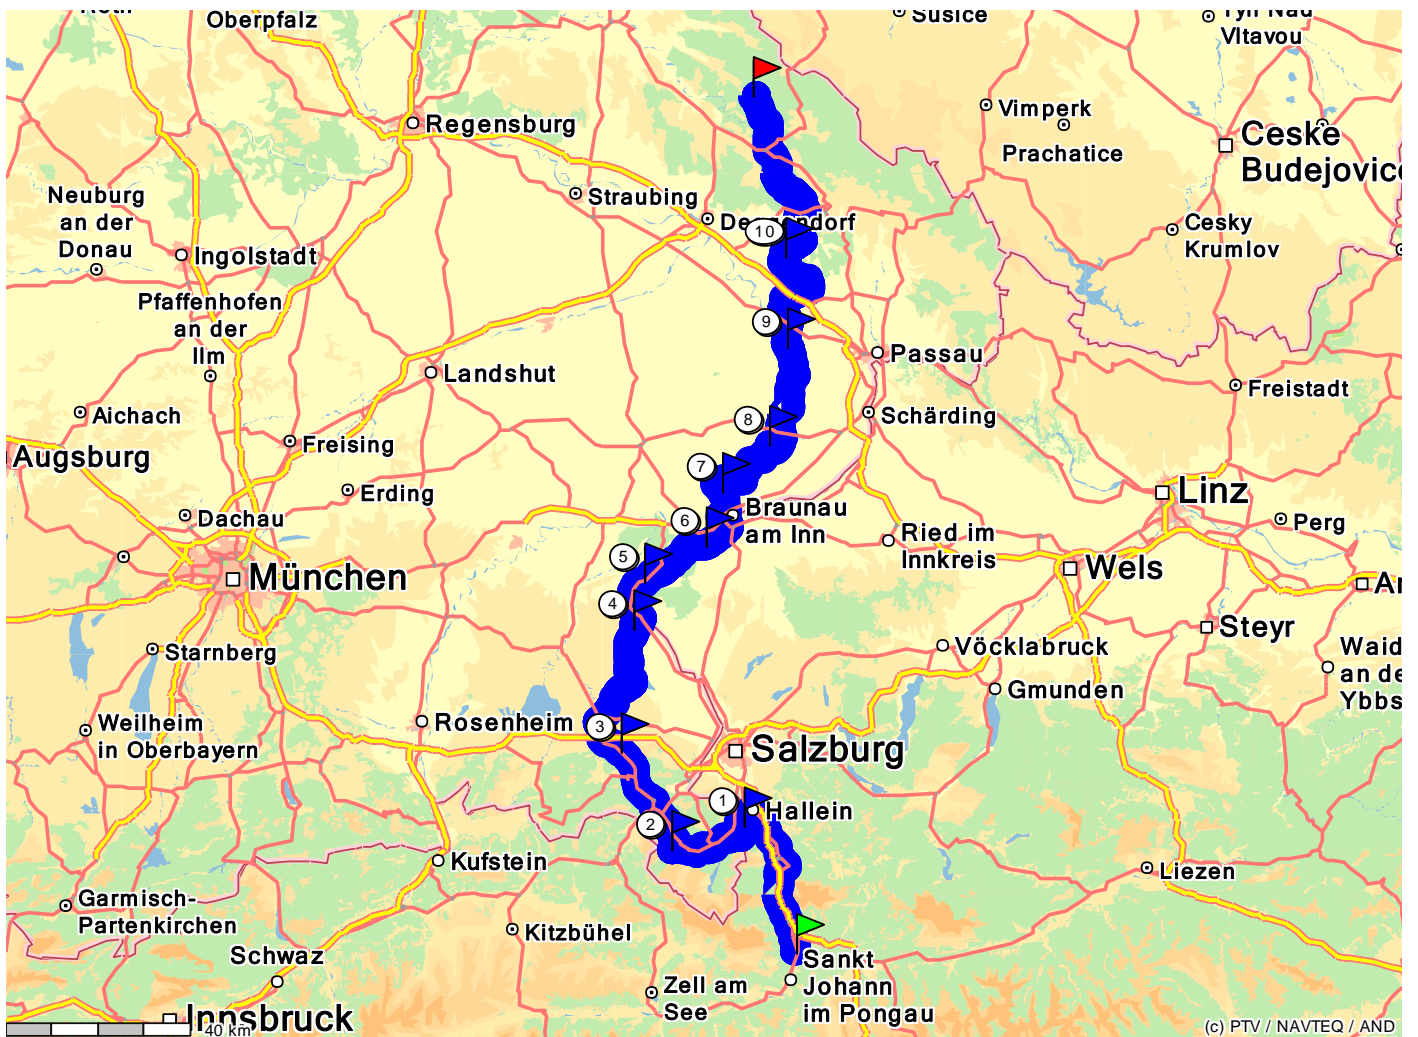 Oberpfalz
Susice
Vltavou
Vimperk
Prachatice
Ceske
Regensburg
Straubing
Neuburg
an der
Donau
Ingolstadt
Cesky
Krumlov
10
Pfaffenhofen
an der
Ilm
9
Passau
Landshut
Freistadt
Aichach
8
Schärding
Freising
Augsburg
7
Erding
Linz
Dachau
Braunau
am Inn
6
Perg
Ried im
Innkreis
5
München
Wels
4
Steyr
Starnberg
Vöcklabruck
Gmunden
Weilheim
in Oberbayern
Rosenheim
3
Salzburg
1
Hallein
2
Kufstein
Liezen
Garmisch-
Partenkirchen
Kitzbühel
Schwaz
Sankt
Johann
im Pongau
Zell am
See
Innsbruck
40 km
(c) PTV / NAVTEQ / AND